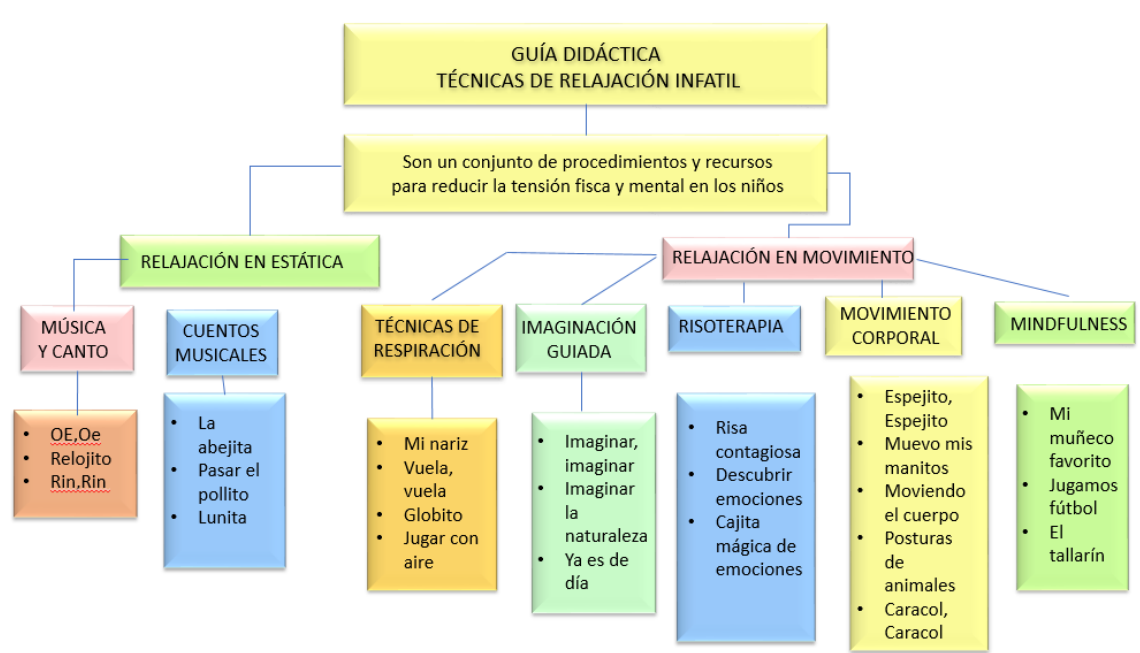 GUÍA DIDÁCTICA
TÉCNICAS DE RELAJACIÓN INFATIL
Son un conjunto de procedimientos y recursos
para reducir la tensión fisca y mental en los niños
RELAJACIÓN EN ESTÁTICA
RELAJACIÓN EN MOVIMIENTO
MÚSICA
Y CANTO
CUENTOS
MUSICALES
TÉCNICAS DE
RESPIRACIÓN
IMAGINACIÓN
GUIADA
RISOTERAPIA
MOVIMIENTO
CORPORAL
MINDFULNESS
• OE,Oe
• Relojito
• Rin,Rin
• La
abejita
• Pasar el
pollito
• Lunita
• Mi nariz
• Vuela,
vuela
• Globito
• Jugar con
aire
• Imaginar,
imaginar
• Imaginar
la
naturaleza
• Ya es de
día
• Risa
contagiosa
• Descubrir
emociones
• Cajita
mágica de
emociones
• Espejito,
Espejito
• Muevo mis
manitos
• Moviendo
el cuerpo
• Posturas
de
animales
• Caracol,
Caracol
• Mi
muñeco
favorito
• Jugamos
fútbol
• El
tallarín